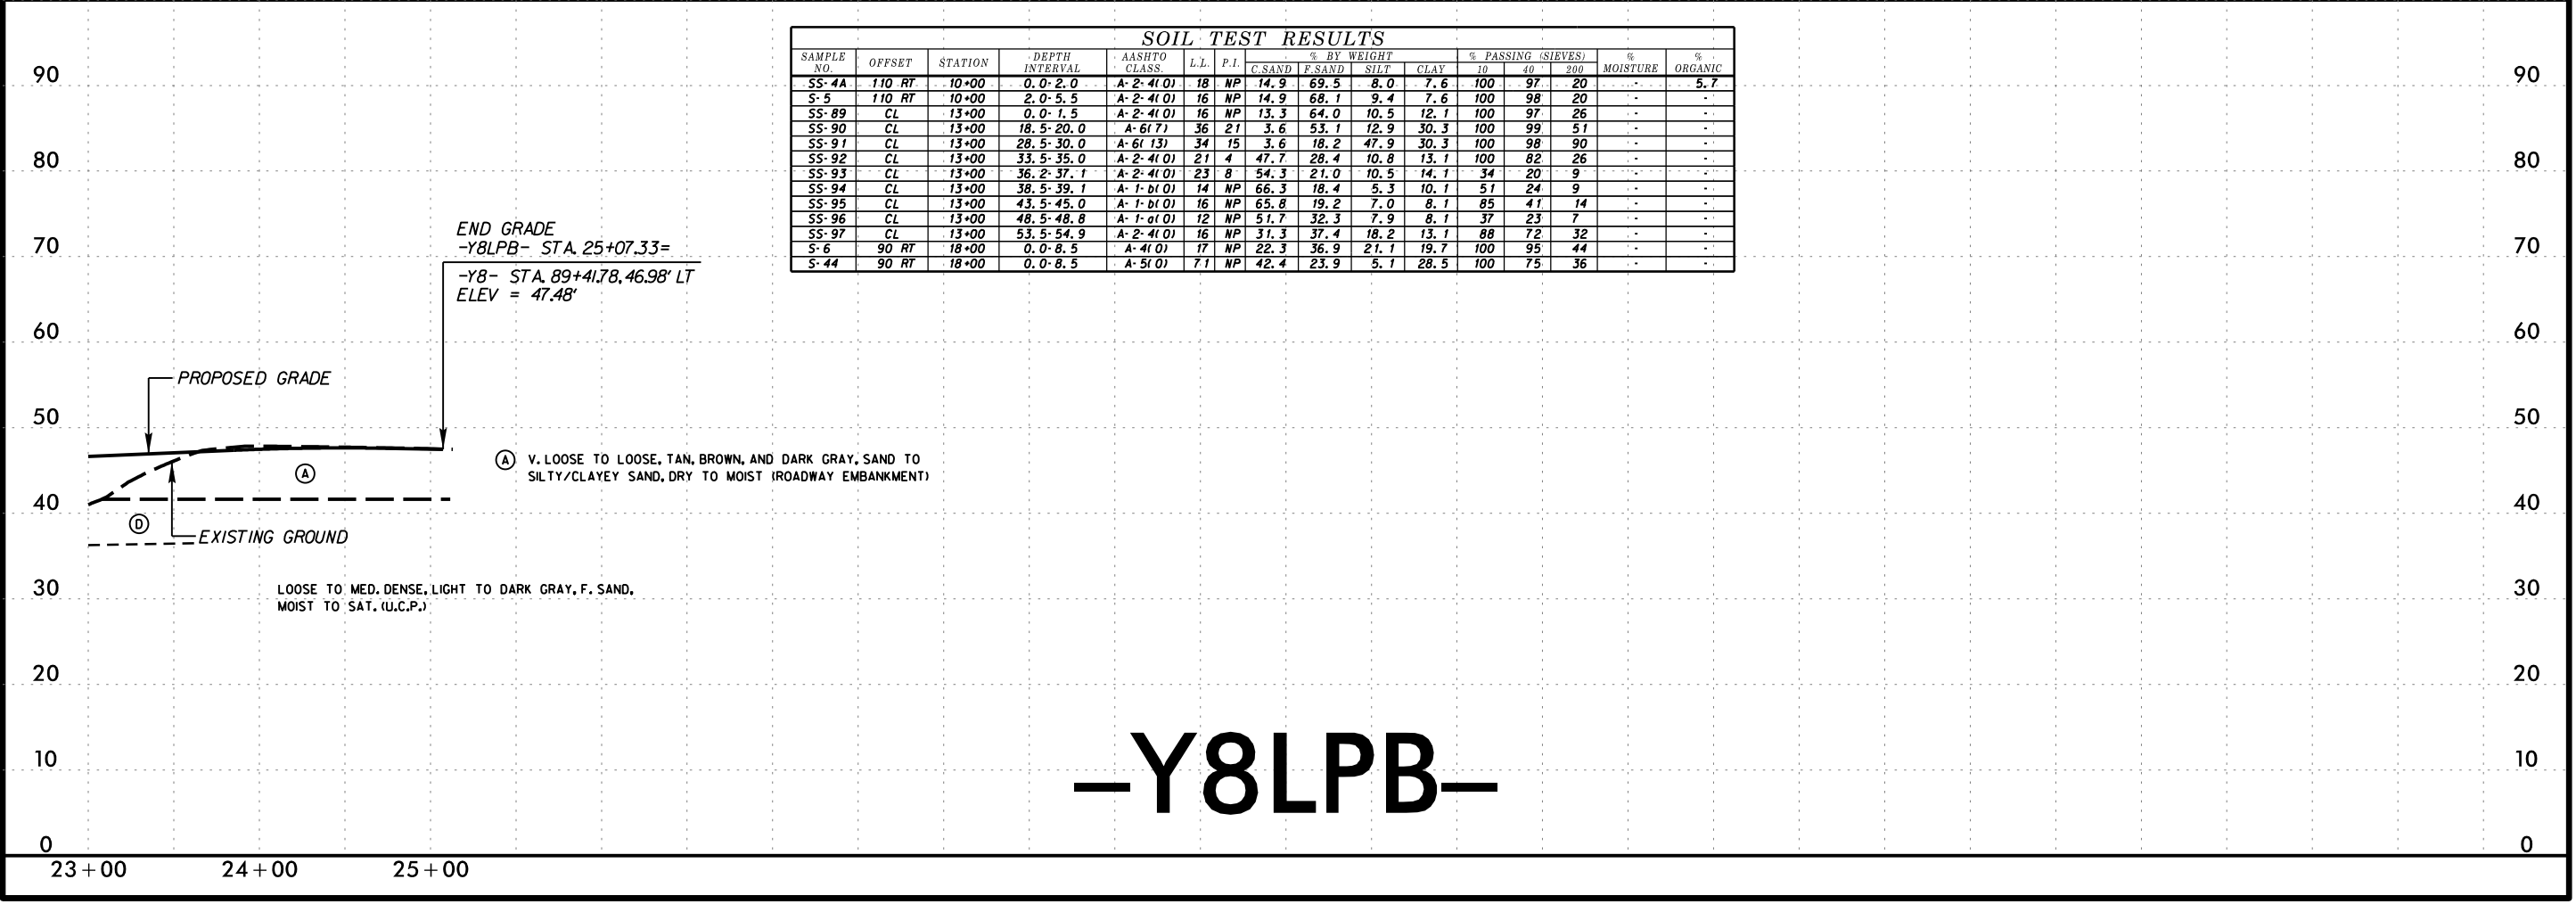 SOIL TEST RESULTS
SAMPLE NO. OFFSET STATION DEPTH INTERVAL AASHTO CLASS. L.L. P.I. % BY WEIGHT % PASSING (SIEVES) % MOISTURE % ORGANIC
C.SAND F.SAND SILT CLAY 10 40 200
SS-4A 110 RT 10+00 0.0-2.0 A-2-4(0) 18 NP 14.9 69.5 8.0 7.6 100 97 20 - 5.7
S-5 110 RT 10+00 2.0-5.5 A-2-4(0) 16 NP 14.9 68.1 9.4 7.6 100 98 20 - -
SS-89 CL 13+00 0.0-1.5 A-2-4(0) 16 NP 13.3 64.0 10.5 12.1 100 97 26 - -
SS-90 CL 13+00 18.5-20.0 A-6(7) 36 21 3.6 53.1 12.9 30.3 100 99 51 - -
SS-91 CL 13+00 28.5-30.0 A-6(13) 34 15 3.6 18.2 47.9 30.3 100 98 90 - -
SS-92 CL 13+00 33.5-35.0 A-2-4(0) 21 4 47.7 28.4 10.8 13.1 100 82 26 - -
SS-93 CL 13+00 36.2-37.1 A-2-4(0) 23 8 54.3 21.0 10.5 14.1 34 20 9 - -
SS-94 CL 13+00 38.5-39.1 A-1-b(0) 14 NP 66.3 18.4 5.3 10.1 51 24 9 - -
SS-95 CL 13+00 43.5-45.0 A-1-b(0) 16 NP 65.8 19.2 7.0 8.1 85 41 14 - -
SS-96 CL 13+00 48.5-48.8 A-1-a(0) 12 NP 51.7 32.3 7.9 8.1 37 23 7 - -
SS-97 CL 13+00 53.5-54.9 A-2-4(0) 16 NP 31.3 37.4 18.2 13.1 88 72 32 - -
S-6 90 RT 18+00 0.0-8.5 A-4(0) 17 NP 22.3 36.9 21.1 19.7 100 95 44 - -
S-44 90 RT 18+00 0.0-8.5 A-5(0) 71 NP 42.4 23.9 5.1 28.5 100 75 36 - -
90 90
80 80
END GRADE
-Y8LPB- STA. 25+07.33=
70 70
-Y8- STA. 89+41.78, 46.98' LT
ELEV = 47.48'
60 60
PROPOSED GRADE
50 50
A V. LOOSE TO LOOSE, TAN, BROWN, AND DARK GRAY, SAND TO
SILTY/CLAYEY SAND, DRY TO MOIST (ROADWAY EMBANKMENT)
A
40 40
D
EXISTING GROUND
30 30
LOOSE TO MED. DENSE, LIGHT TO DARK GRAY, F. SAND,
MOIST TO SAT. (U.C.P.)
20 20
10 10
-Y8LPB-
0 0
23+00 24+00 25+00